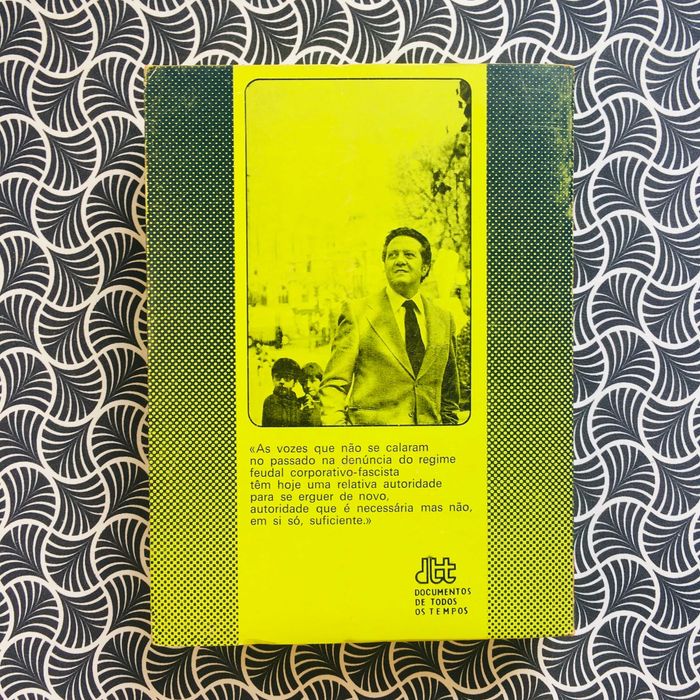 «As vozes que não se calaram
no passado na denúncia do regime
feudal corporativo-fascista
têm hoje uma relativa autoridade
para se erguer de novo,
autoridade que é necessária mas não,
em si só, suficiente.»
dtt
DOCUMENTOS
DE TODOS
OS TEMPOS